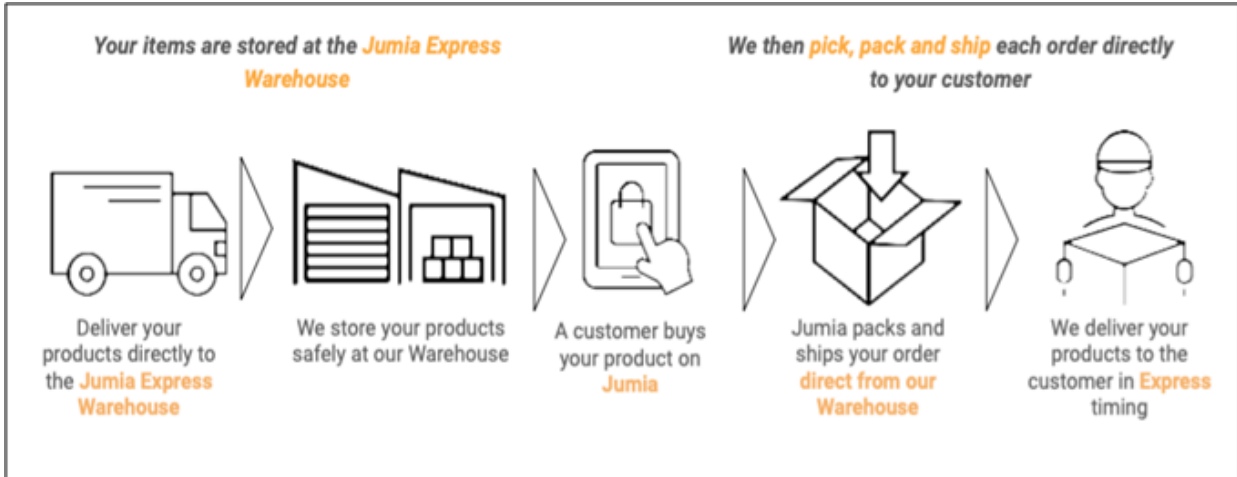 Your items are stored at the Jumia Express
Warehouse
We then pick, pack and ship each order directly
to your customer
Deliver your
products directly to
the Jumia Express
Warehouse
We store your products
safely at our Warehouse
A customer buys
your product on
Jumia
Jumia packs and
ships your order
direct from our
Warehouse
We deliver your
products to the
customer in Express
timing